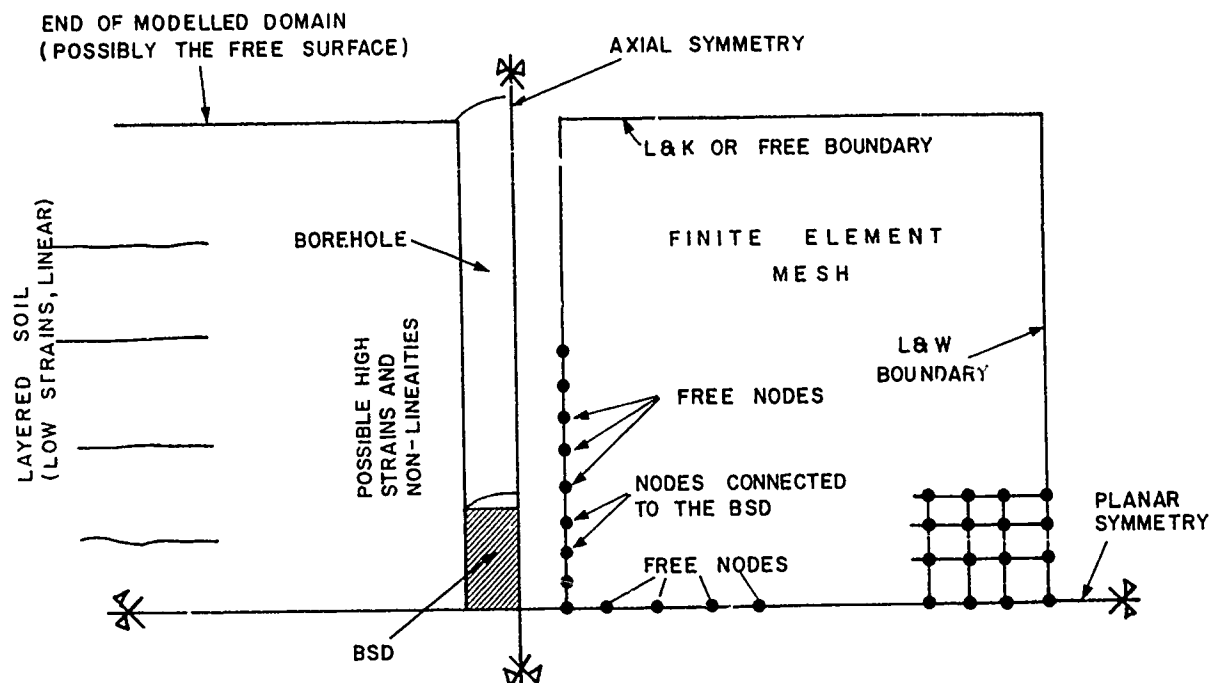 END OF MODELLED DOMAIN
(POSSIBLY THE FREE SURFACE)
AXIAL SYMMETRY
L&K OR FREE BOUNDARY
BOREHOLE
FINITE ELEMENT
MESH
LAYERED SOIL
(LOW STRAINS, LINEAR)
POSSIBLE HIGH
STRAINS AND
NON-LINEAITIES
L&W
BOUNDARY
FREE NODES
NODES CONNECTED
TO THE BSD
PLANAR
SYMMETRY
FREE NODES
BSD